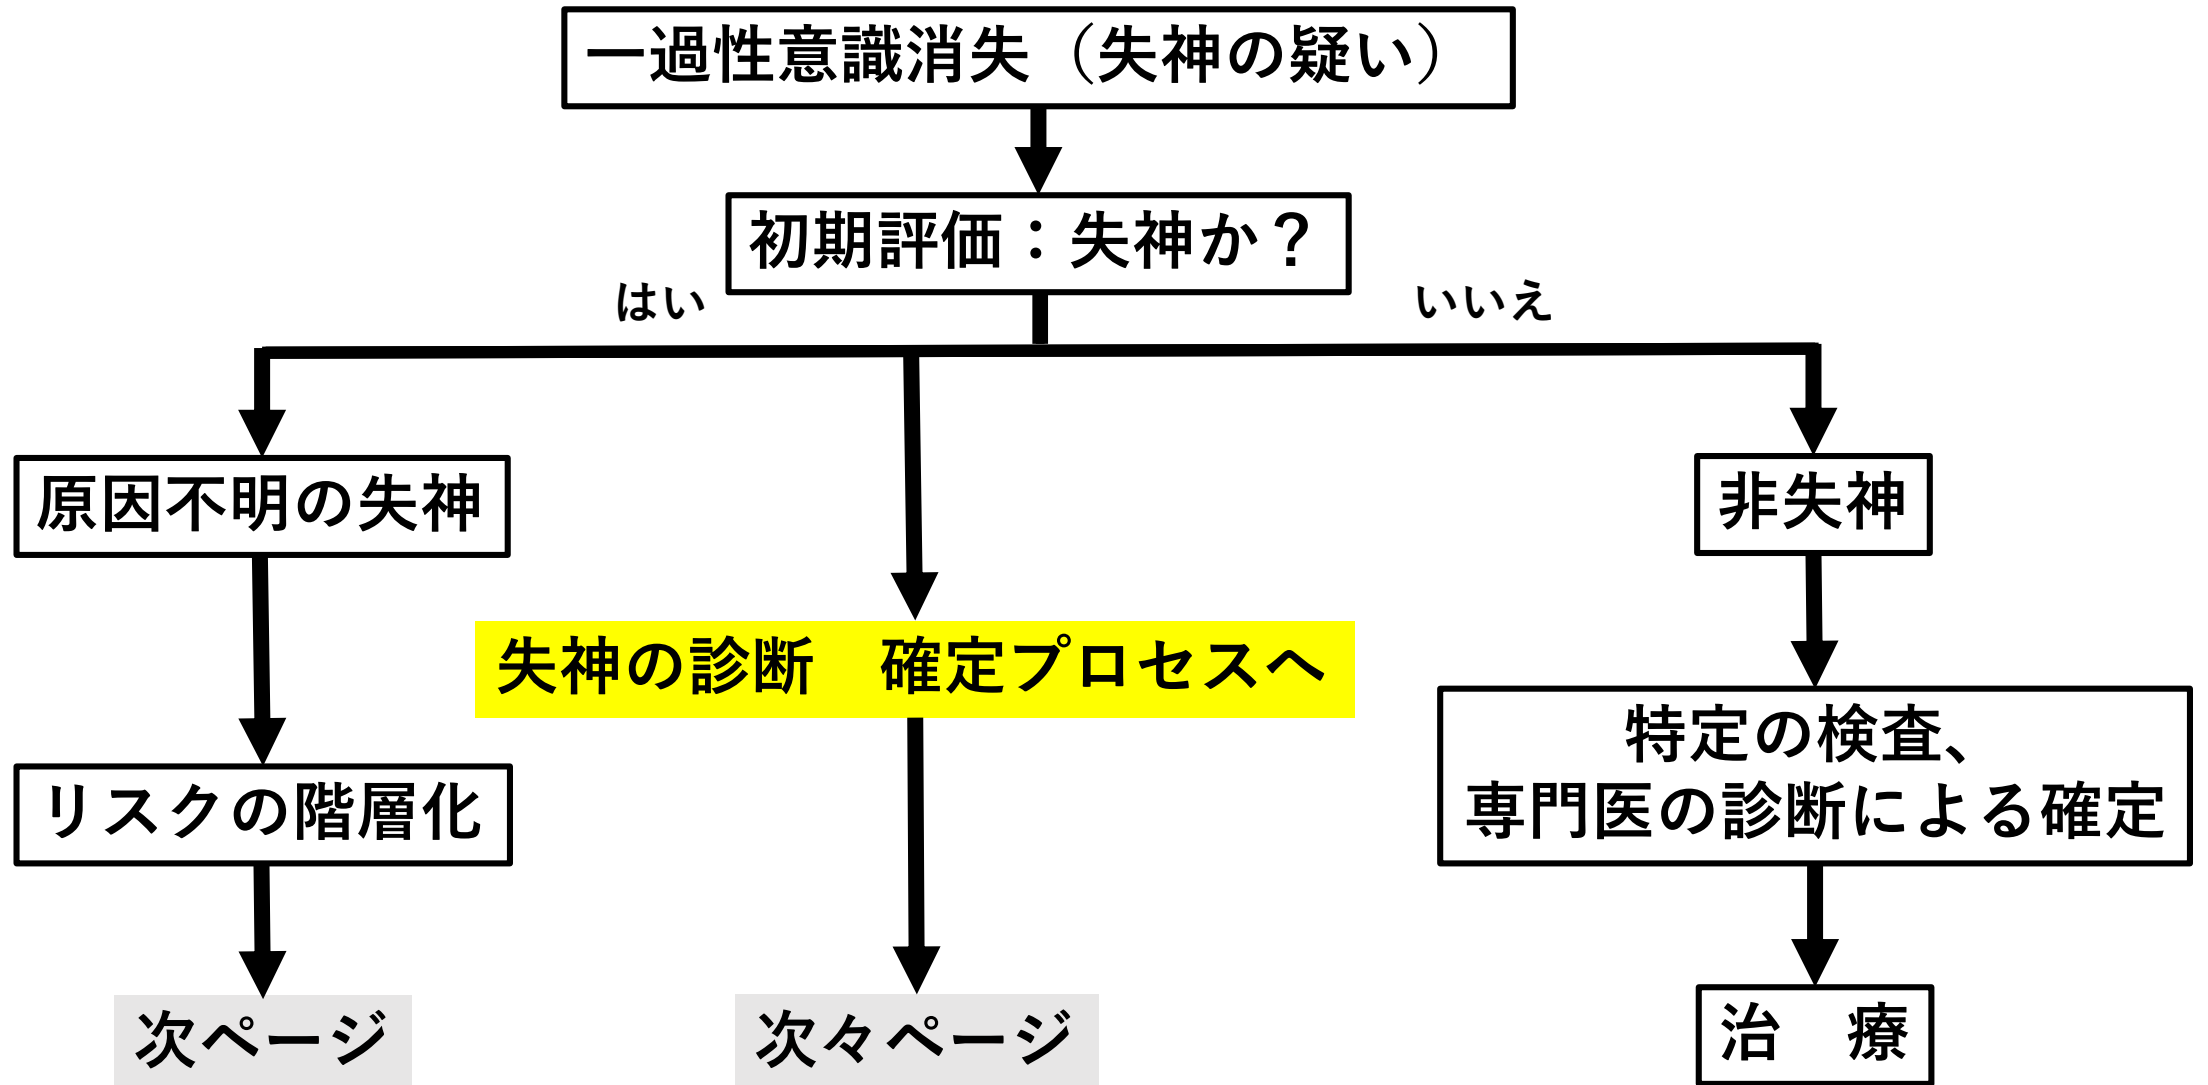 一過性意識消失（失神の疑い）
初期評価：失神か？
はい
いいえ
原因不明の失神
非失神
失神の診断　確定プロセスへ
特定の検査、
専門医の診断による確定
リスクの階層化
次ページ
次々ページ
治　療